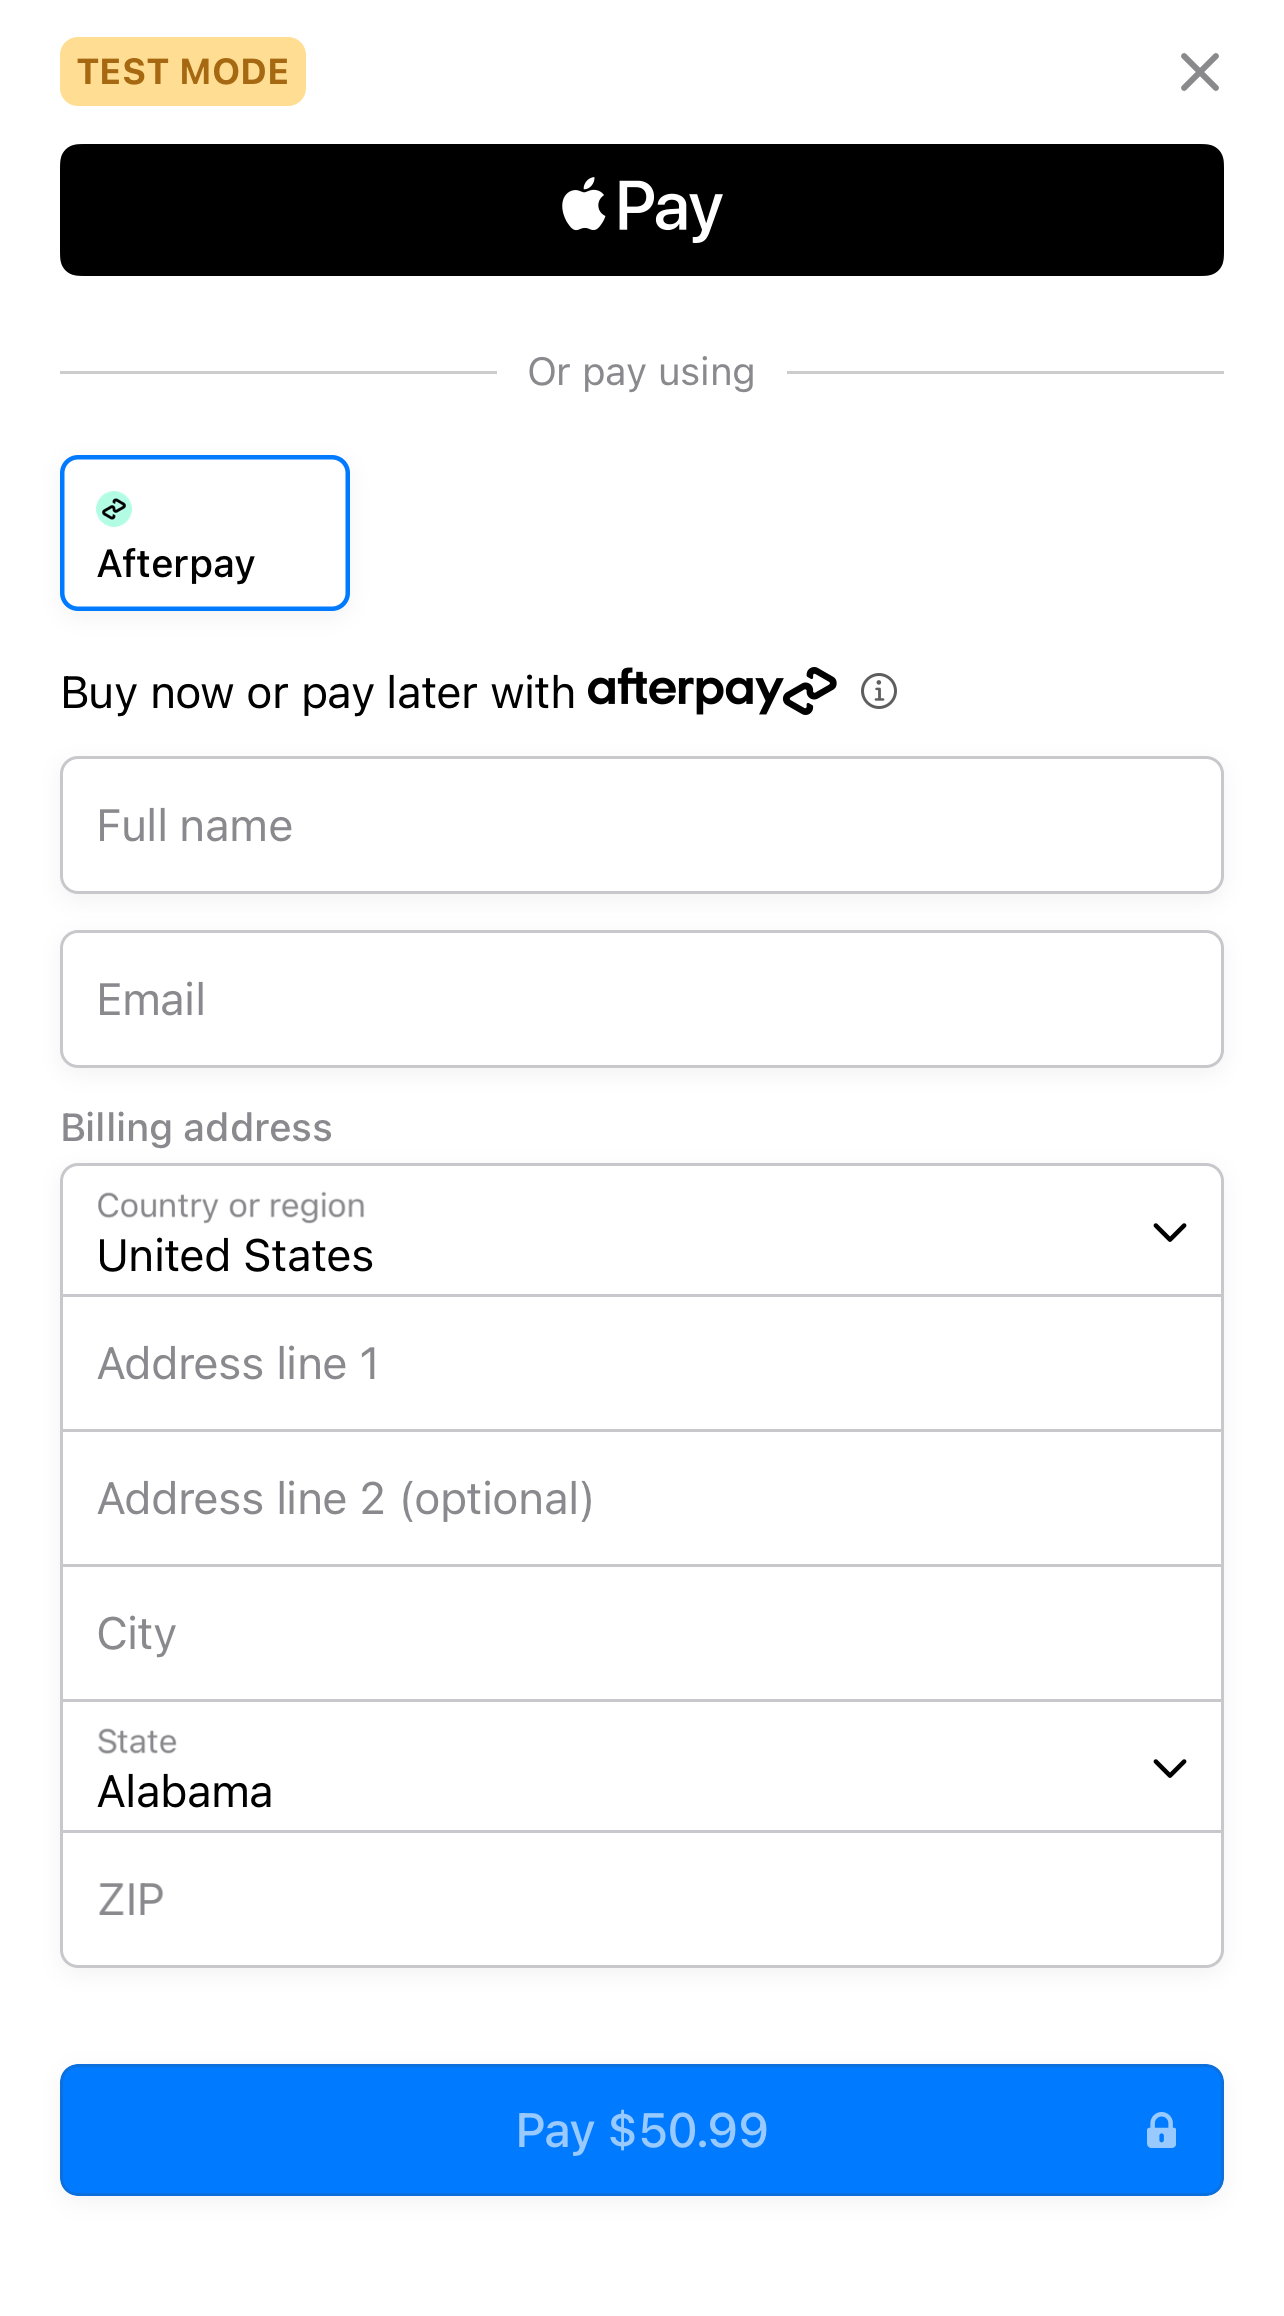 TEST MODE
Pay
Or pay using
Afterpay
Buy now or pay later with afterpay
Full name
Email
Billing address
Country or region
United States
Address line 1
Address line 2 (optional)
City
State
Alabama
ZIP
Pay $50.99